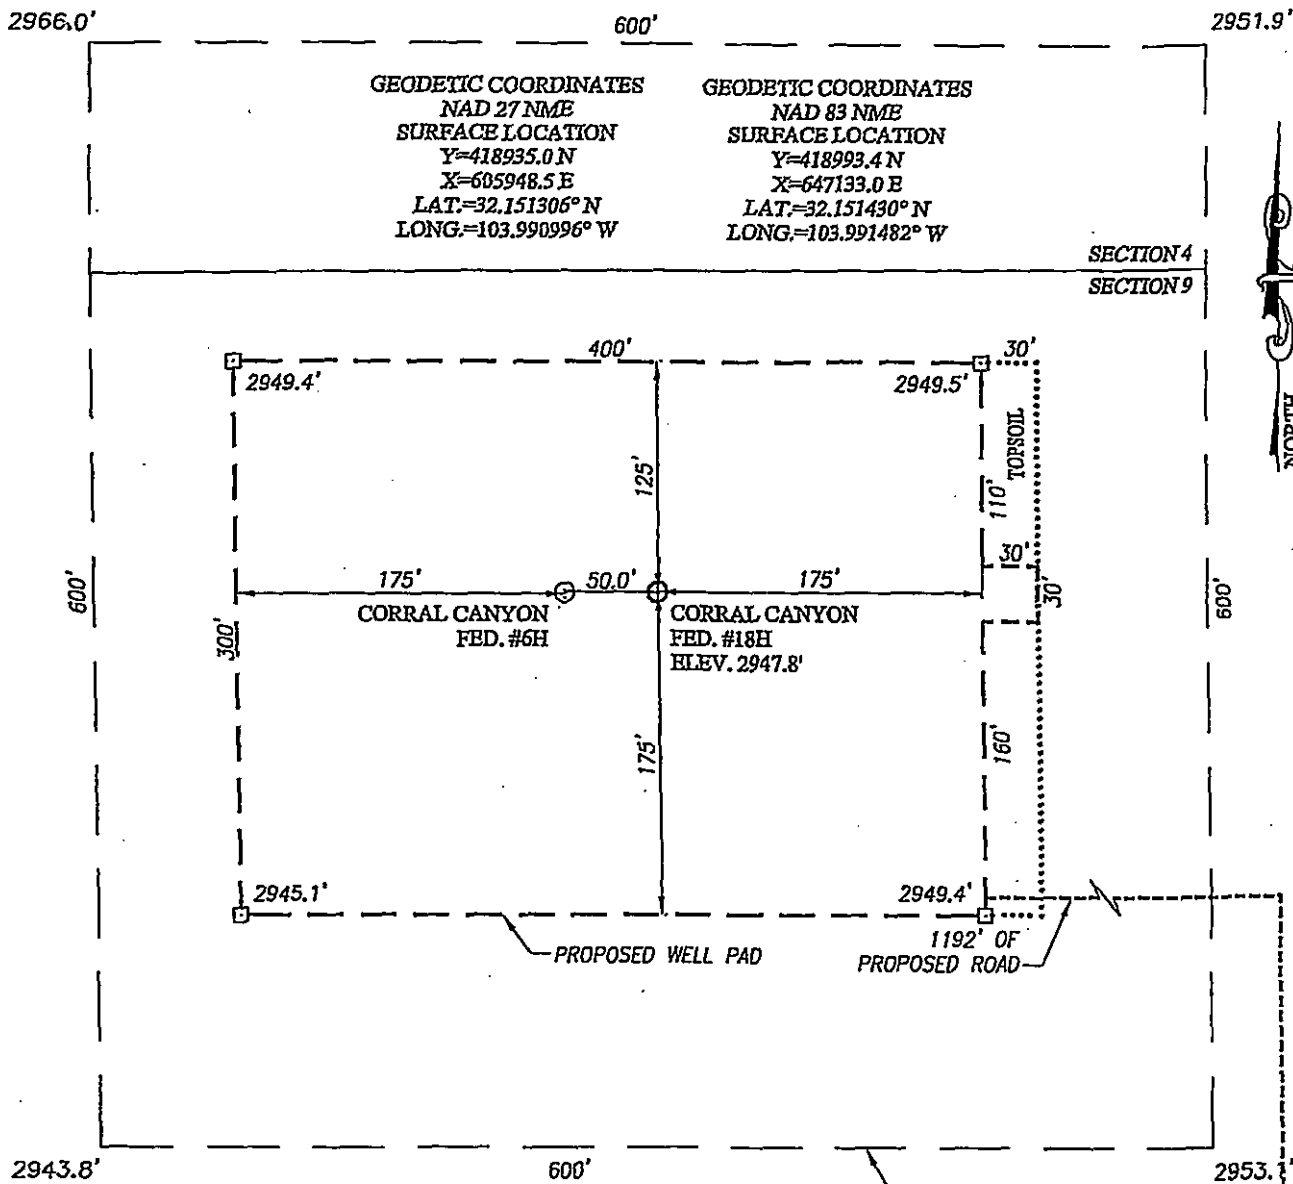 2966.0'
600'
2951.9'
GEODETIC COORDINATES
NAD 27 NME
SURFACE LOCATION
Y=418935.0 N
X=605948.5 E
LAT.=32.151306° N
LONG.=103.990996° W
GEODETIC COORDINATES
NAD 83 NME
SURFACE LOCATION
Y=418993.4 N
X=647133.0 E
LAT.=32.151430° N
LONG.=103.991482° W
SECTION 4
SECTION 9
NORTH
400'
30'
2949.4'
2949.5'
TOPSOIL
125'
110'
30'
600'
175'
50.0'
175'
30'
600'
CORRAL CANYON
FED. #6H
CORRAL CANYON
FED. #18H
ELEV. 2947.8'
300'
175'
160'
2945.1'
2949.4'
PROPOSED WELL PAD
1192' OF
PROPOSED ROAD
2943.8'
600'
2953.1'